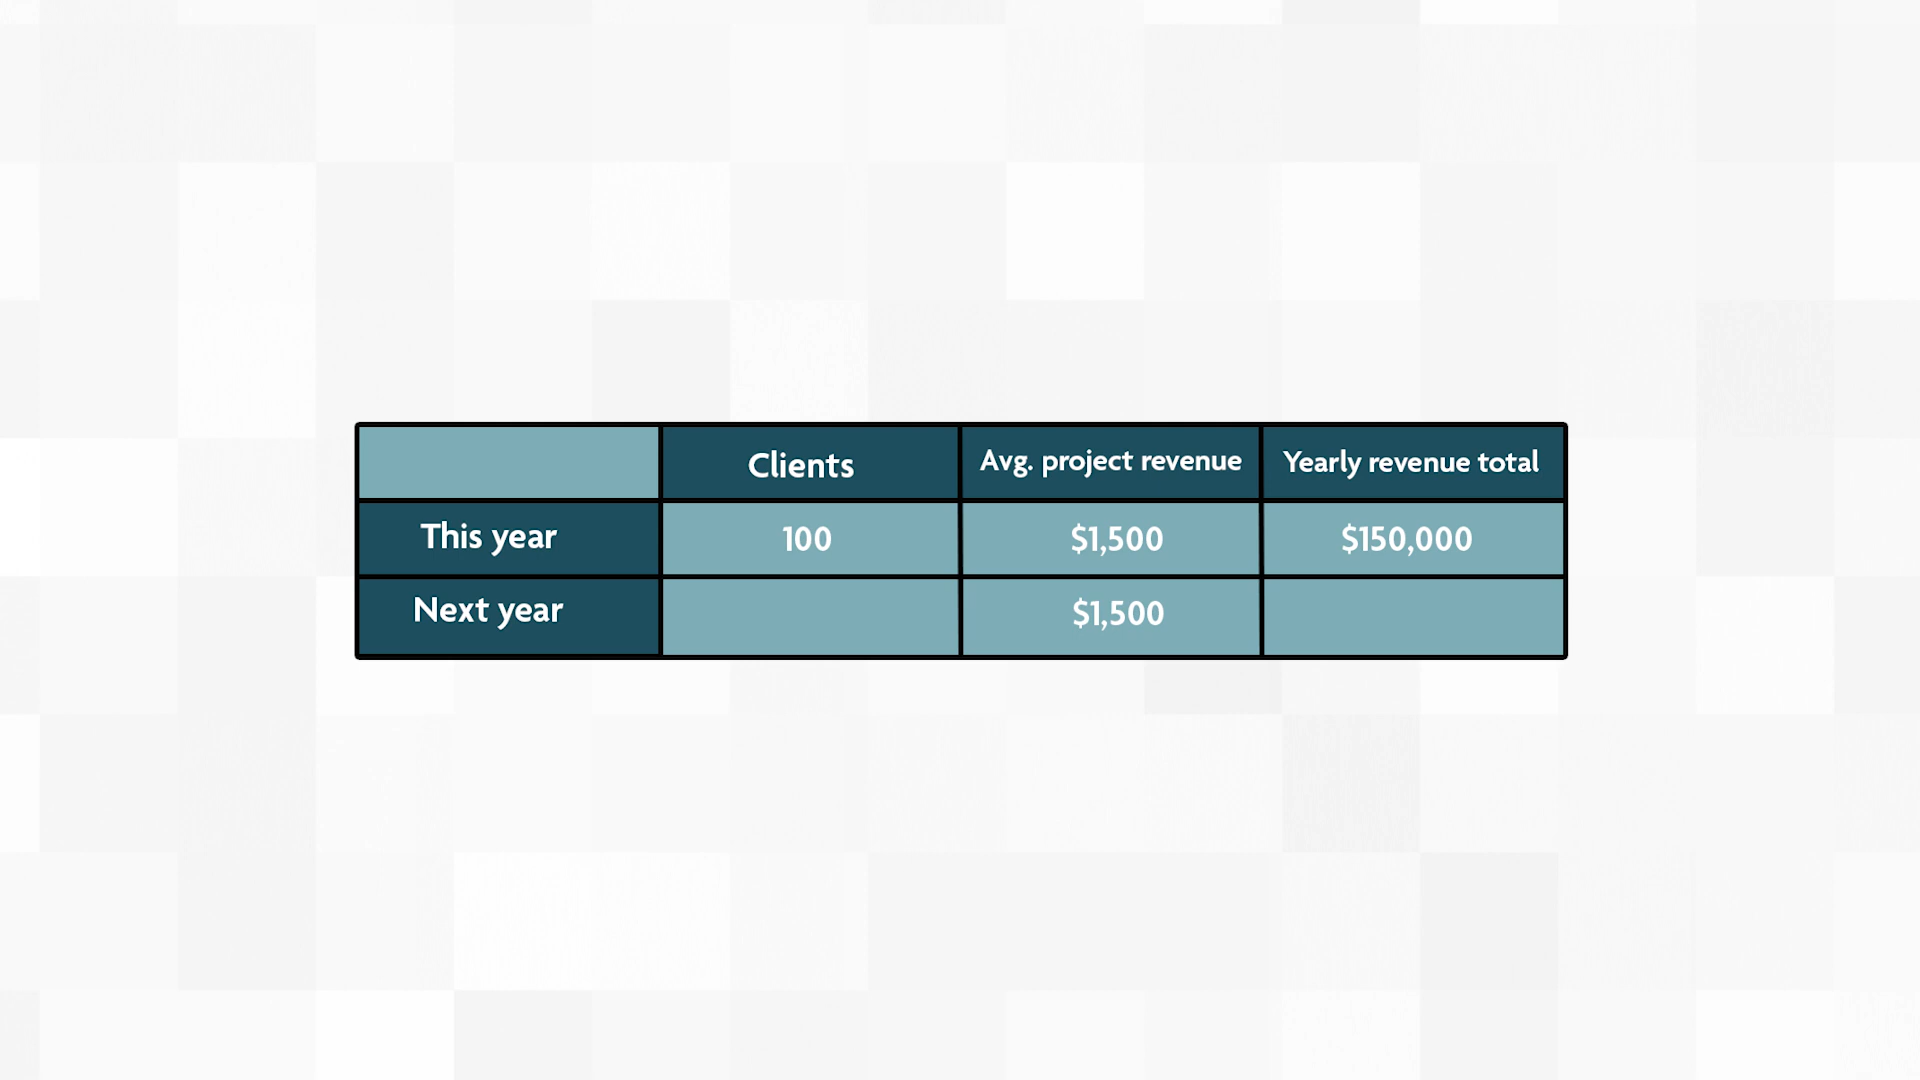 Clients Avg. project revenue Yearly revenue total
This year 100 $1,500 $150,000
Next year $1,500